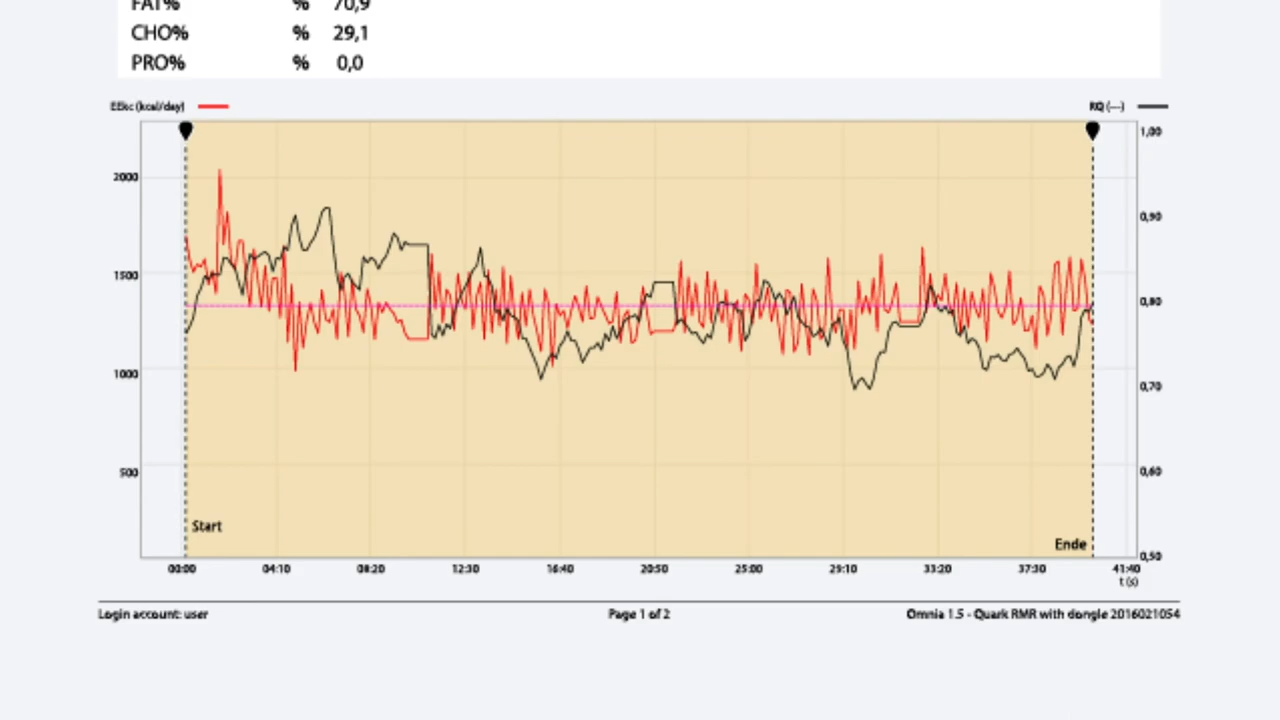 FAT% % 70,9
CHO% % 29,1
PRO% % 0,0
EEkc (kcal/day) RQ (---)
1,00
2000
0,90
1500
0,80
1000
0,70
500
0,60
Start
Ende
0,50
00:00 04:10 08:20 12:30 16:40 20:50 25:00 29:10 33:20 37:30 41:40
t (s)
Login account: user Page 1 of 2 Omnia 1.5 - Quark RMR with dongle 2016021054